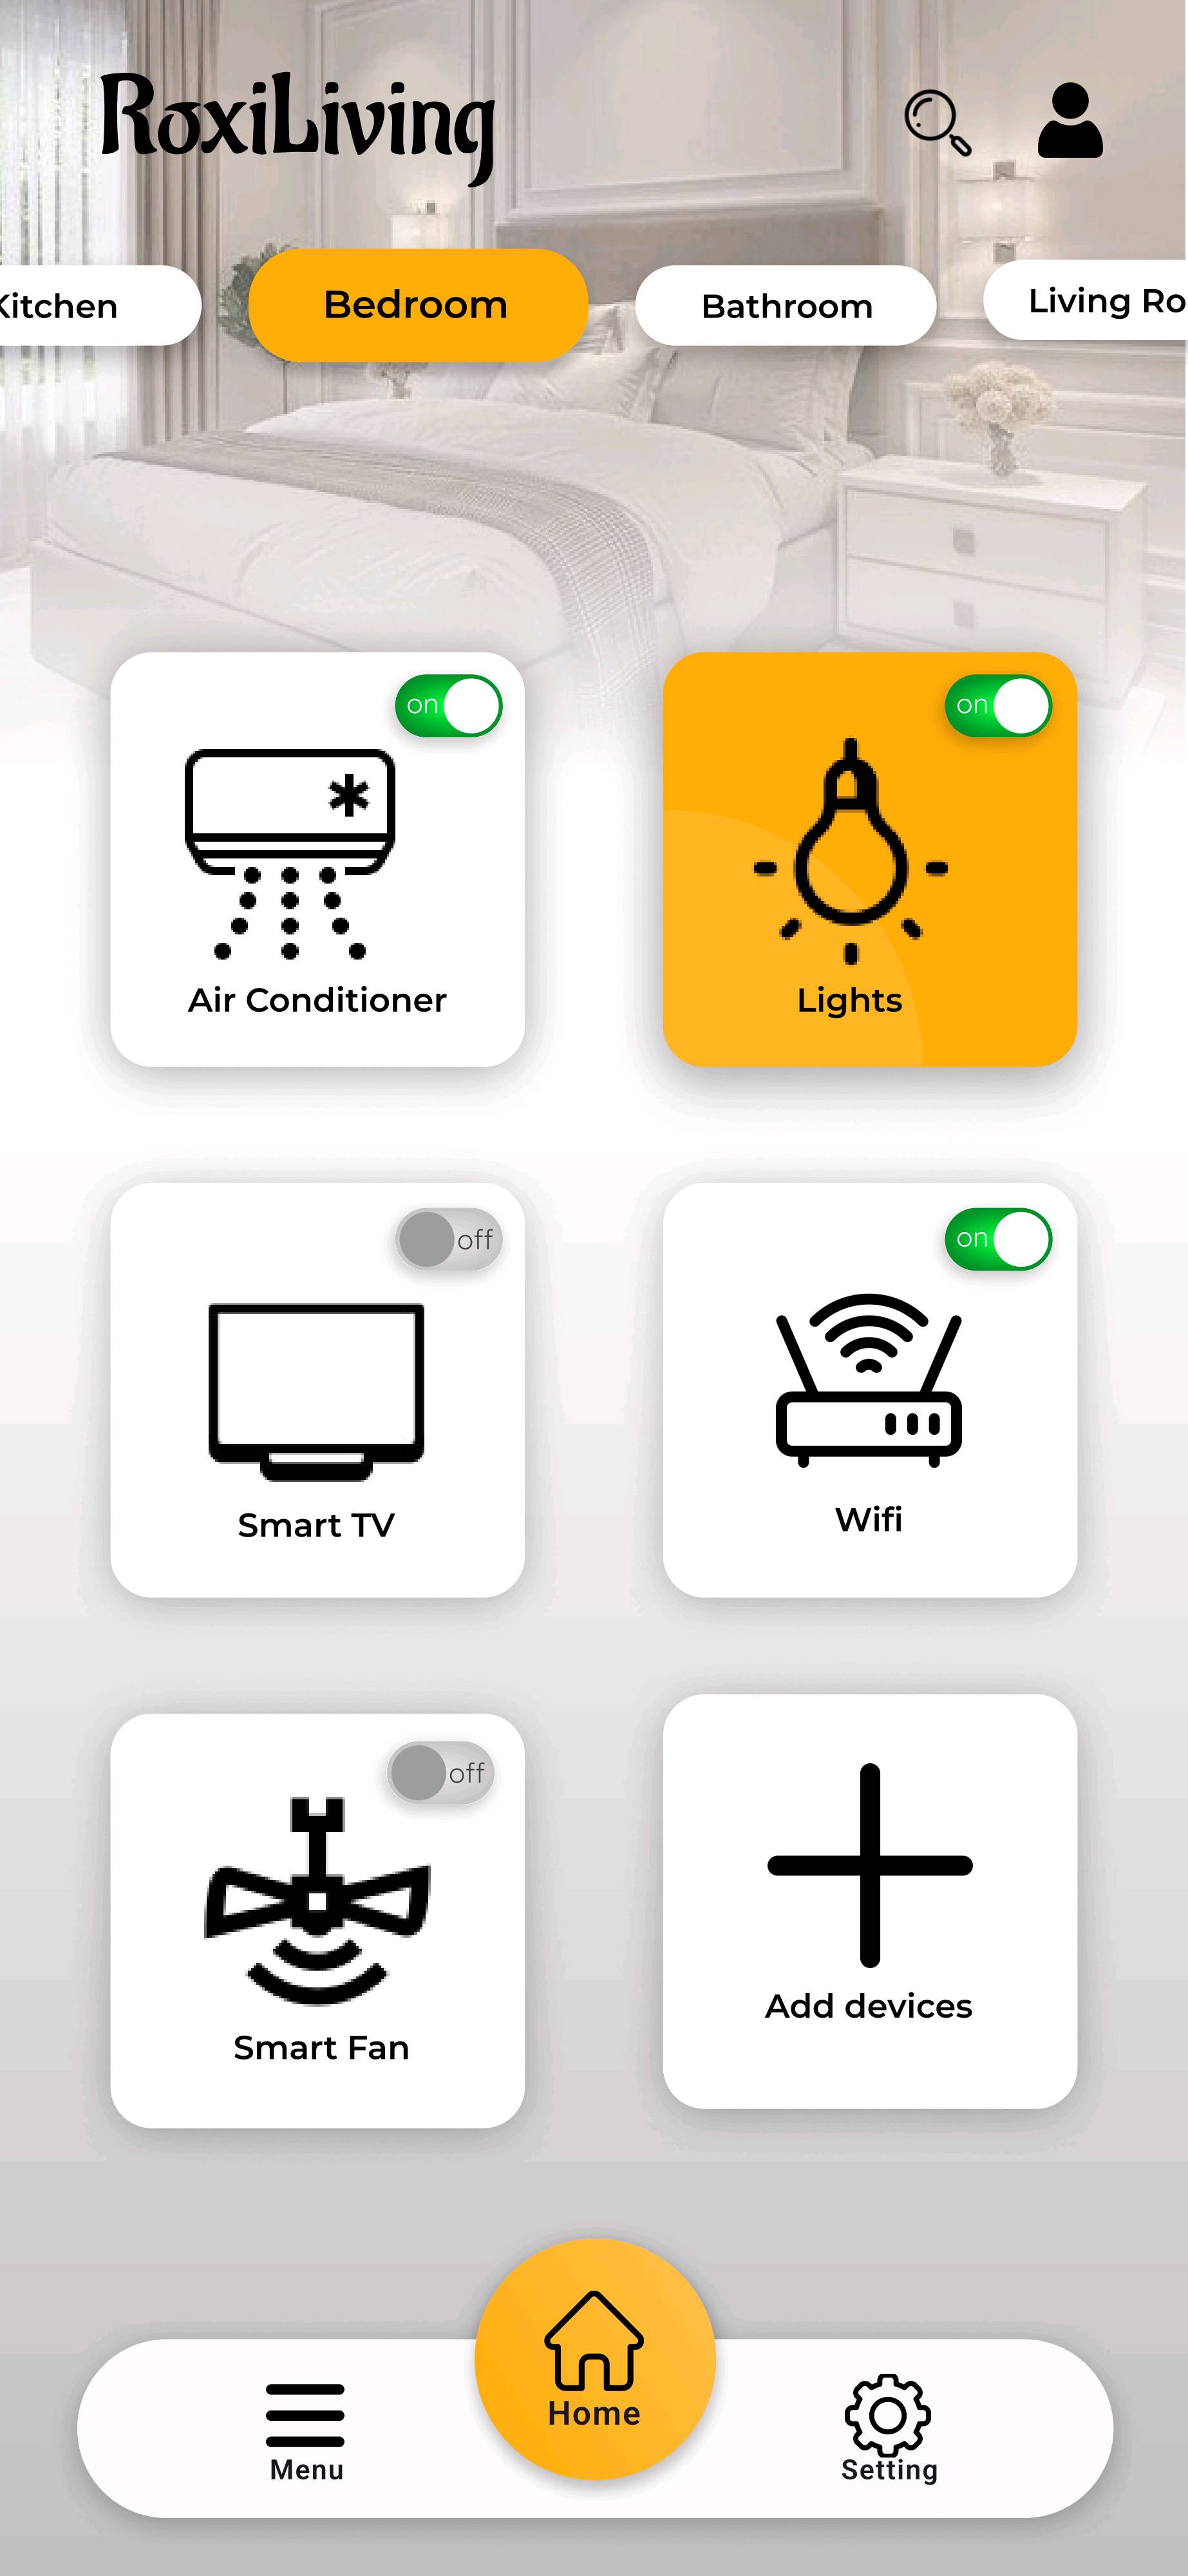 RoxiLiving
Kitchen Bedroom Bathroom Living Ro
on on
Air Conditioner Lights
off on
Smart TV Wifi
off
Smart Fan Add devices
Home
Menu Setting